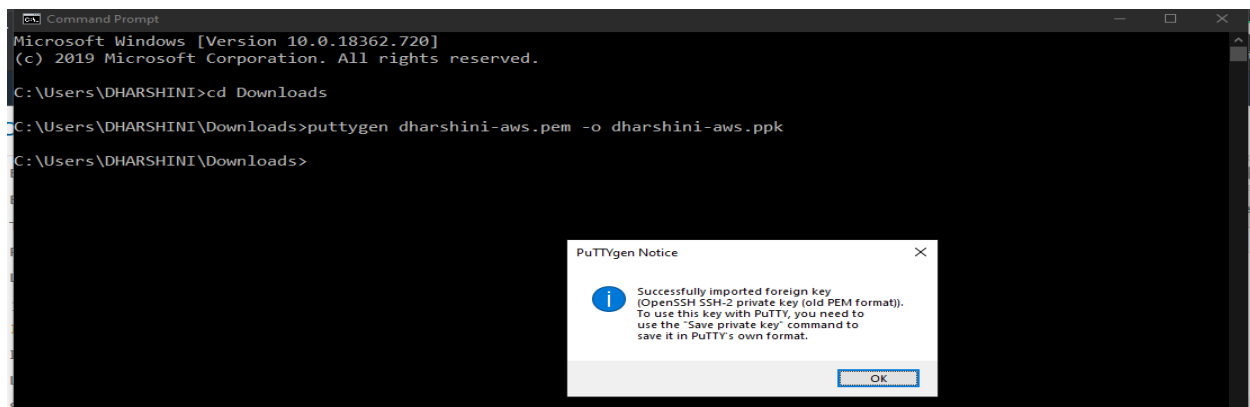 Command Prompt
Microsoft Windows [Version 10.0.18362.720]
(c) 2019 Microsoft Corporation. All rights reserved.
C:\Users\DHARSHINI>cd Downloads
C:\Users\DHARSHINI\Downloads>puttygen dharshini-aws.pem -o dharshini-aws.ppk
C:\Users\DHARSHINI\Downloads>
PuTTYgen Notice
Successfully imported foreign key
(OpenSSH SSH-2 private key (old PEM format)).
To use this key with PuTTY, you need to
use the "Save private key" command to
save it in PuTTY's own format.
OK